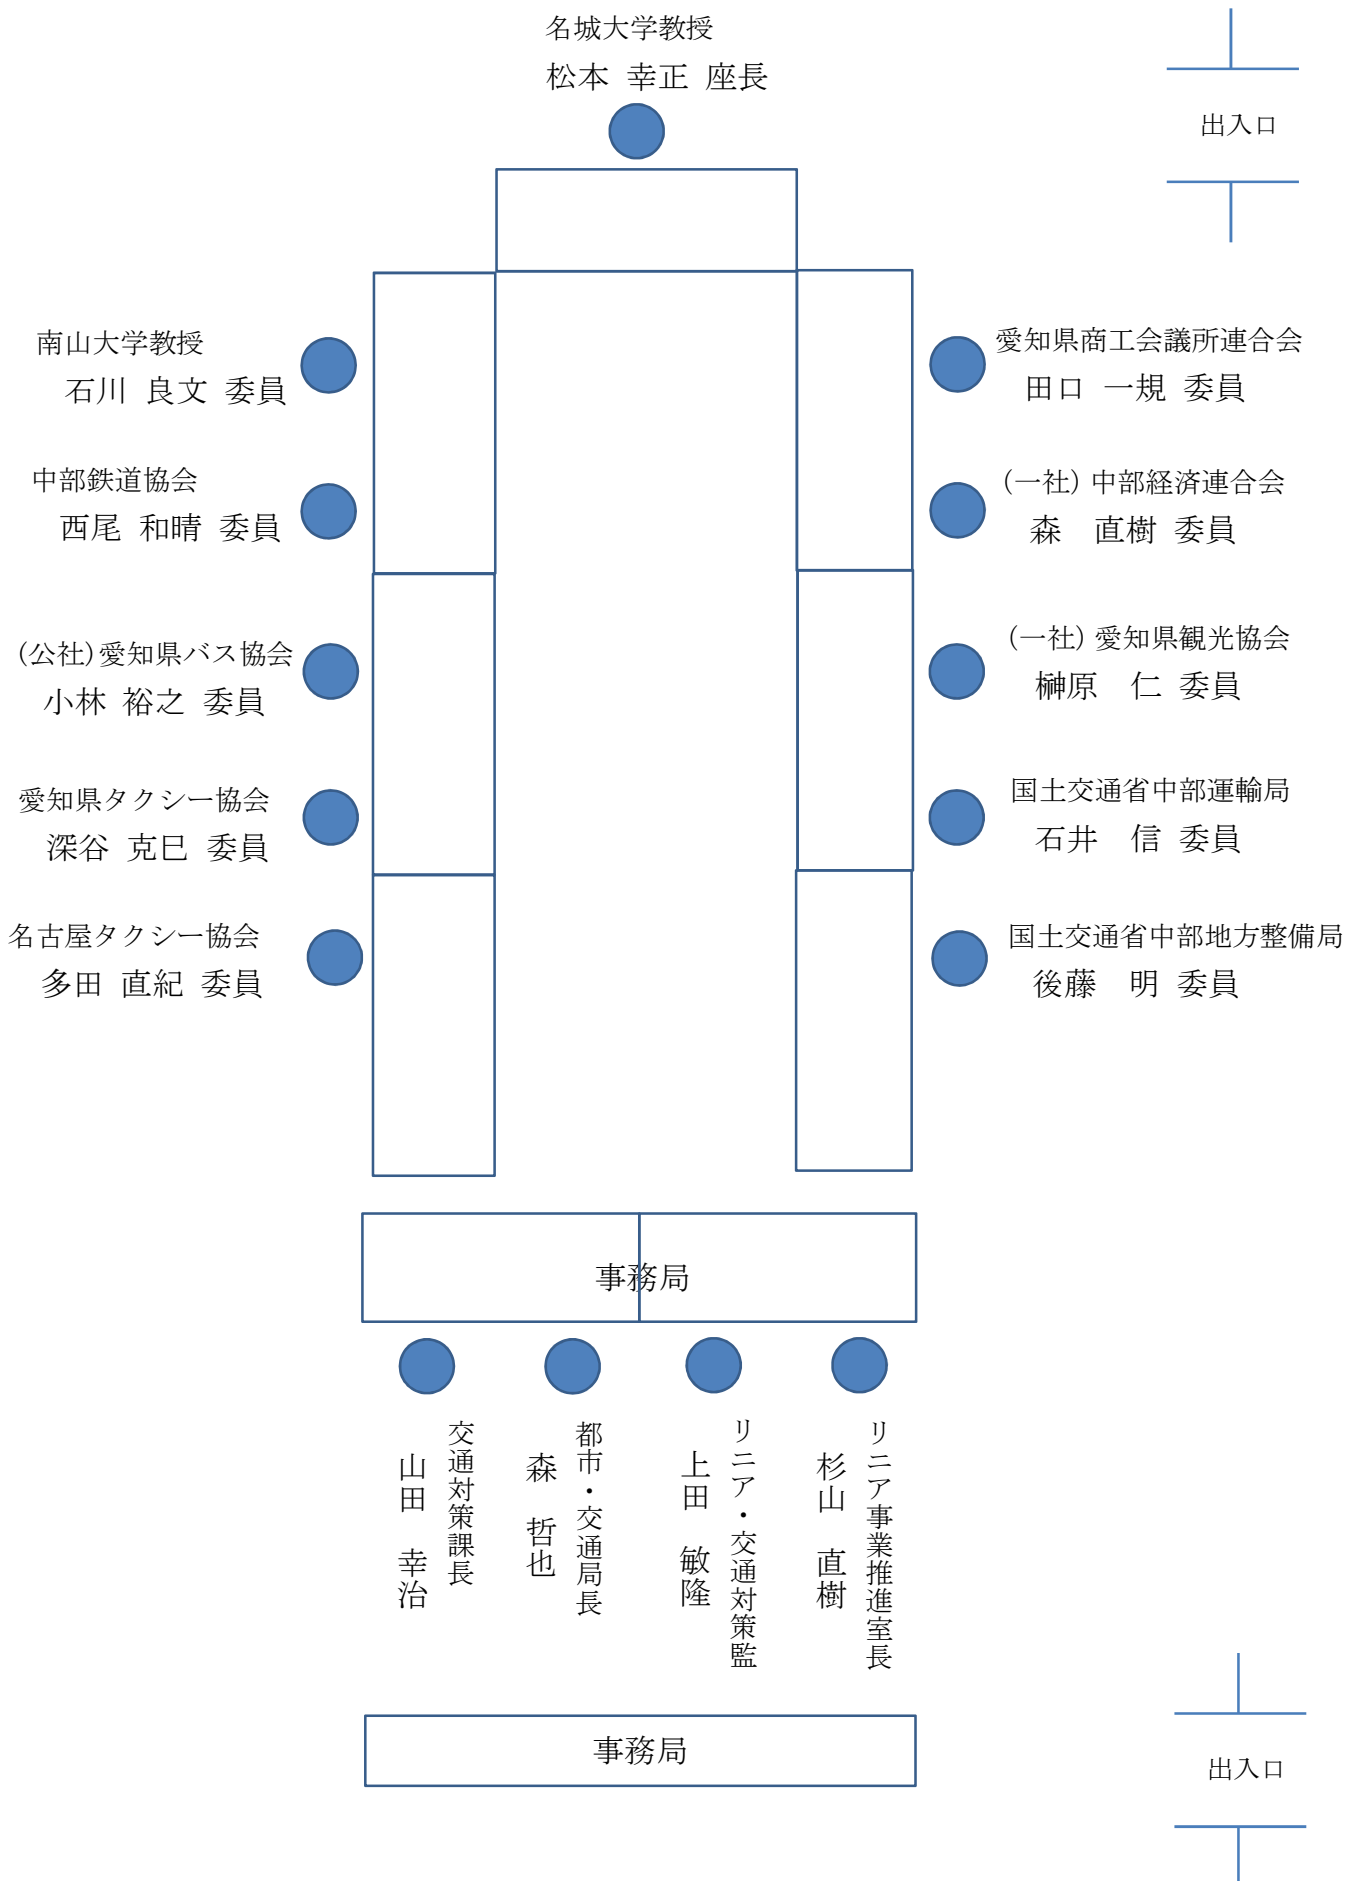 名城大学教授
松本 幸正 座長
出入口
南山大学教授
石川 良文 委員
中部鉄道協会
西尾 和晴 委員
(公社)愛知県バス協会
小林 裕之 委員
愛知県タクシー協会
深谷 克巳 委員
名古屋タクシー協会
多田 直紀 委員
愛知県商工会議所連合会
田口 一規 委員
(一社)中部経済連合会
森　直樹 委員
(一社)愛知県観光協会
榊原　仁 委員
国土交通省中部運輸局
石井　信 委員
国土交通省中部地方整備局
後藤　明 委員
事務局
交通対策課長
山田　幸治
都市・交通局長
森　哲也
リニア・交通対策監
上田　敏隆
リニア事業推進室長
杉山　直樹
事務局
出入口